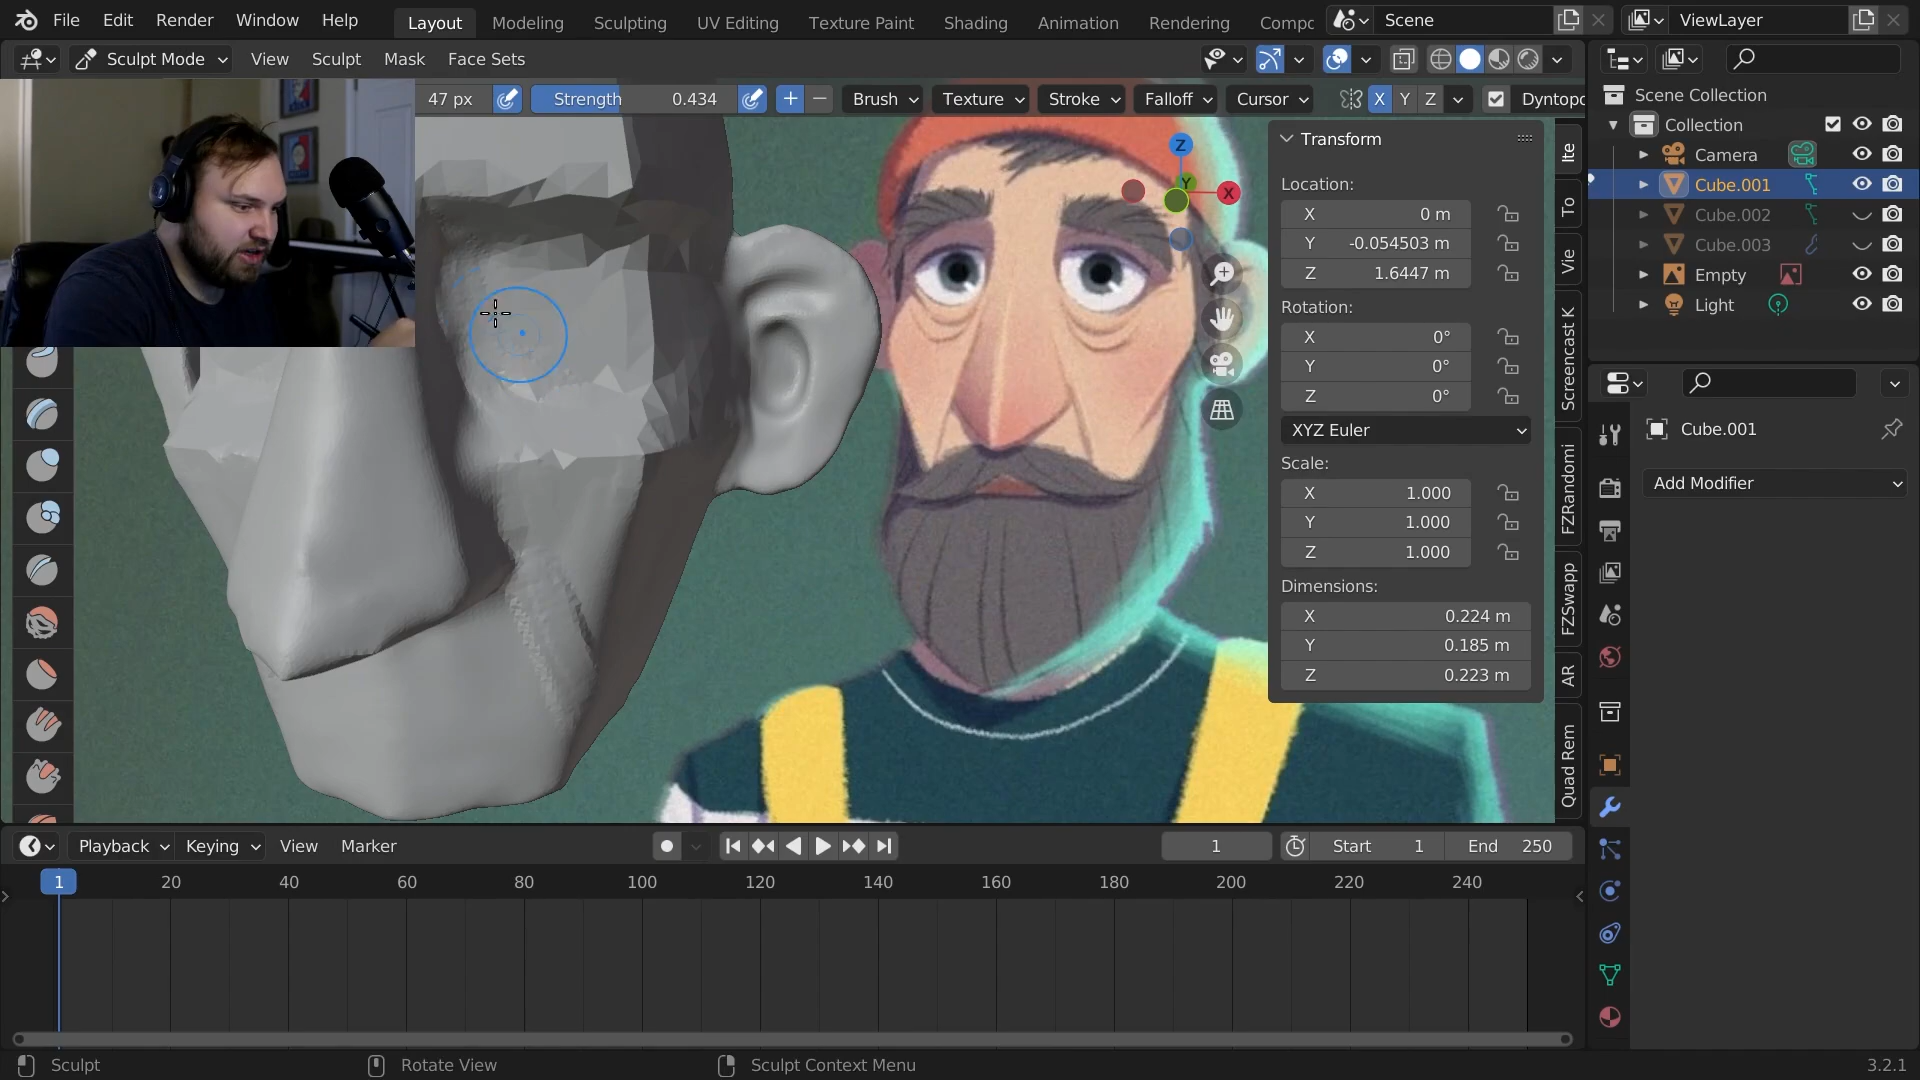 File Edit Render Window Help Layout Modeling Sculpting UV Editing Texture Paint Shading Animation Rendering Scene ViewLayer
Sculpt Mode View Sculpt Mask Face Sets
47 px Strength 0.434 + − Brush Texture Stroke Falloff Cursor X Y Z Dyntopo
Scene Collection
Collection
Camera
Cube.001
Cube.002
Cube.003
Empty
Light
Z
Y
X
Transform
Location:
X 0 m
Y -0.054503 m
Z 1.6447 m
Rotation:
X 0°
Y 0°
Z 0°
XYZ Euler
Scale:
X 1.000
Y 1.000
Z 1.000
Dimensions:
X 0.224 m
Y 0.185 m
Z 0.223 m
Ite
To
Vie
Screencast K
FZRandomi
FZSwapp
AR
Quad Rem
Cube.001
Add Modifier
Playback Keying View Marker 1 Start 1 End 250
1 20 40 60 80 100 120 140 160 180 200 220 240
Sculpt Rotate View Sculpt Context Menu 3.2.1